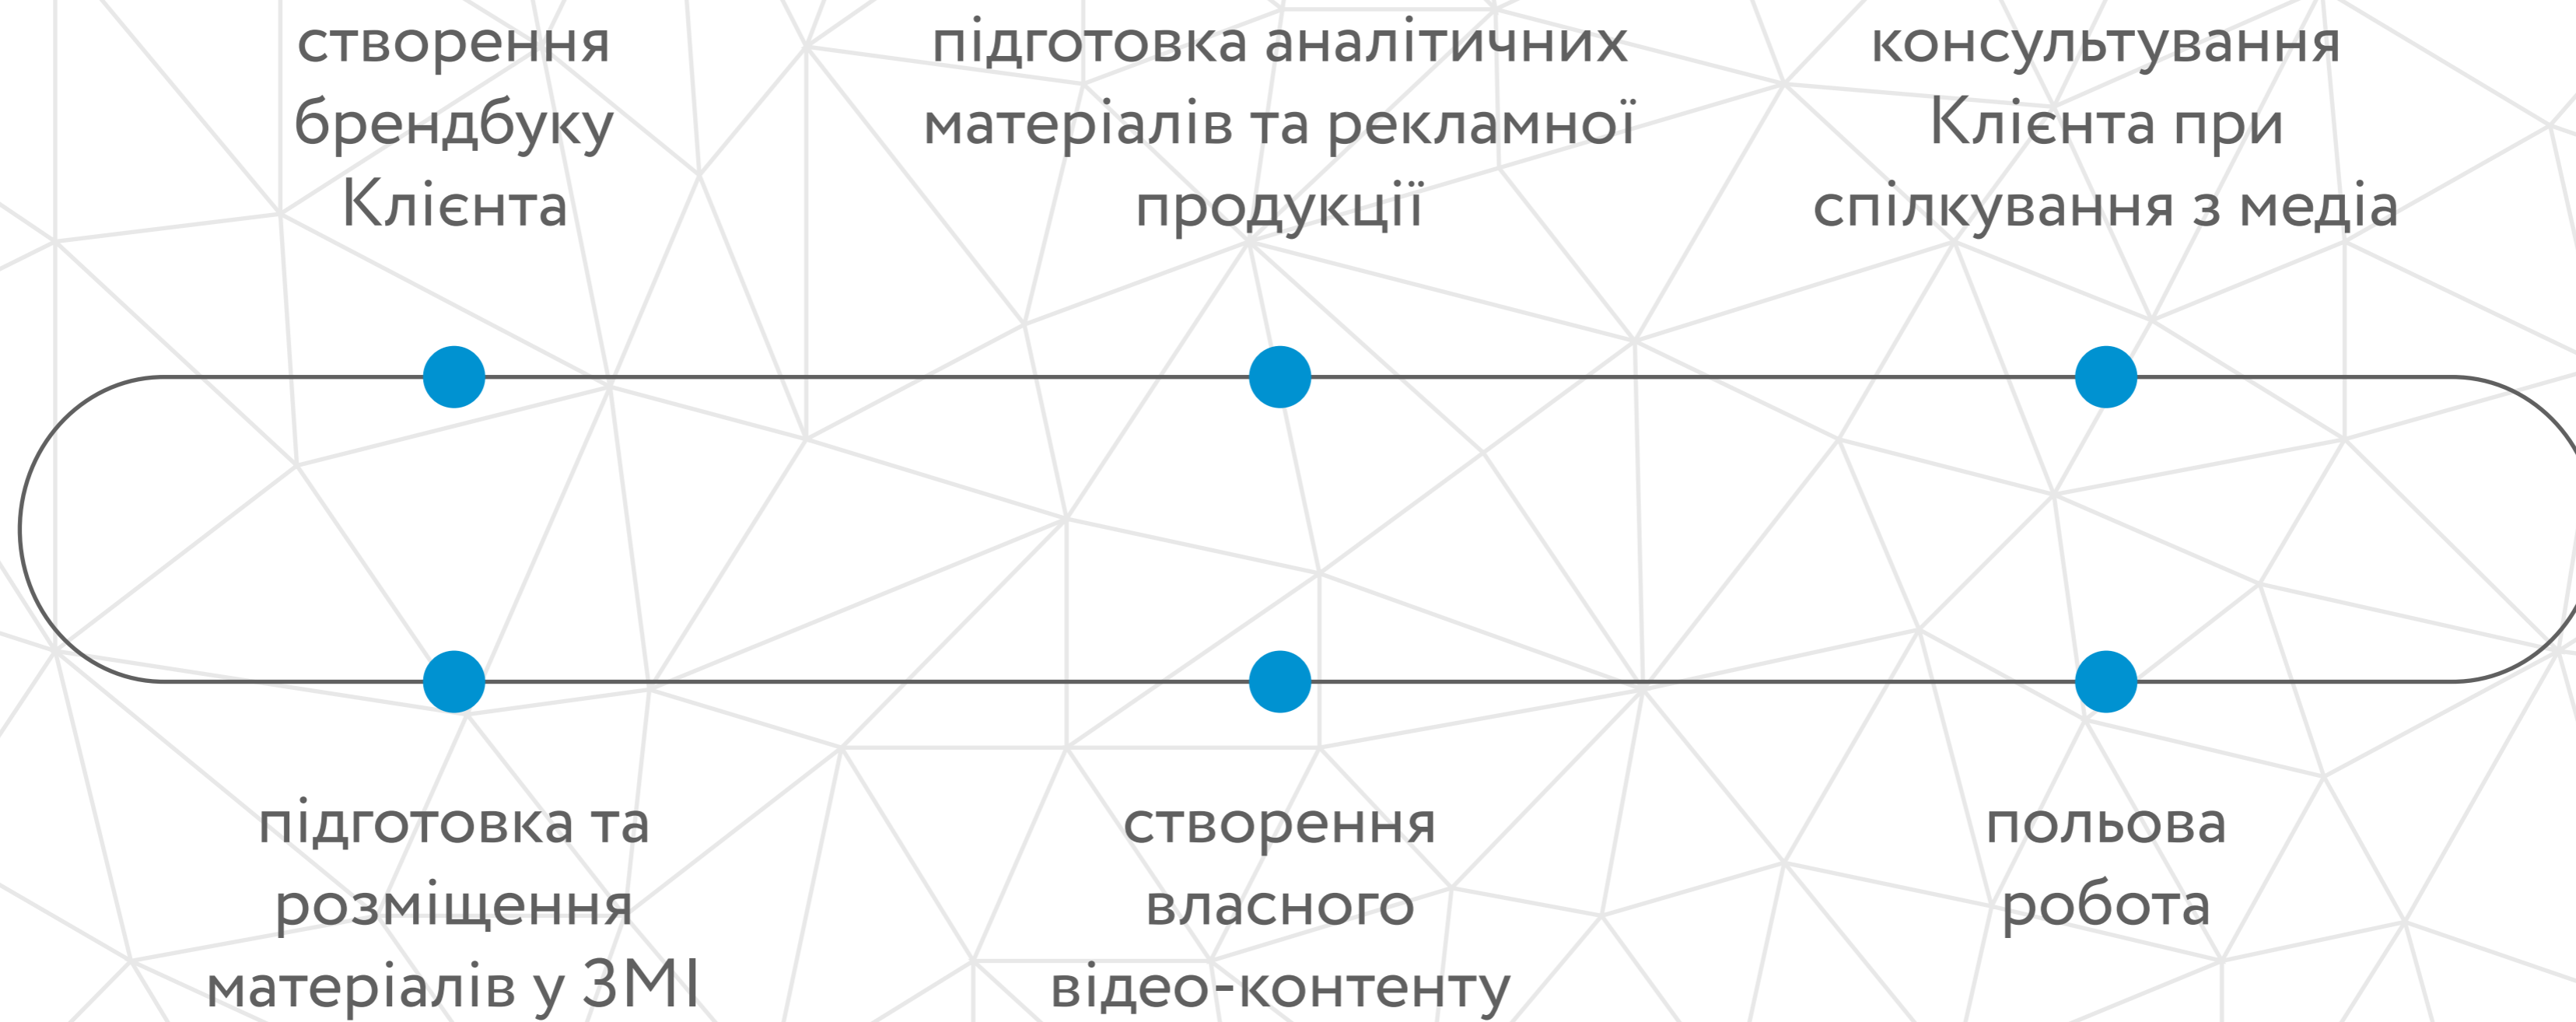 створення
брендбуку
Клієнта
підготовка аналітичних
матеріалів та рекламної
продукції
консультування
Клієнта при
спілкування з медіа
підготовка та
розміщення
матеріалів у ЗМІ
створення
власного
відео-контенту
польова
робота